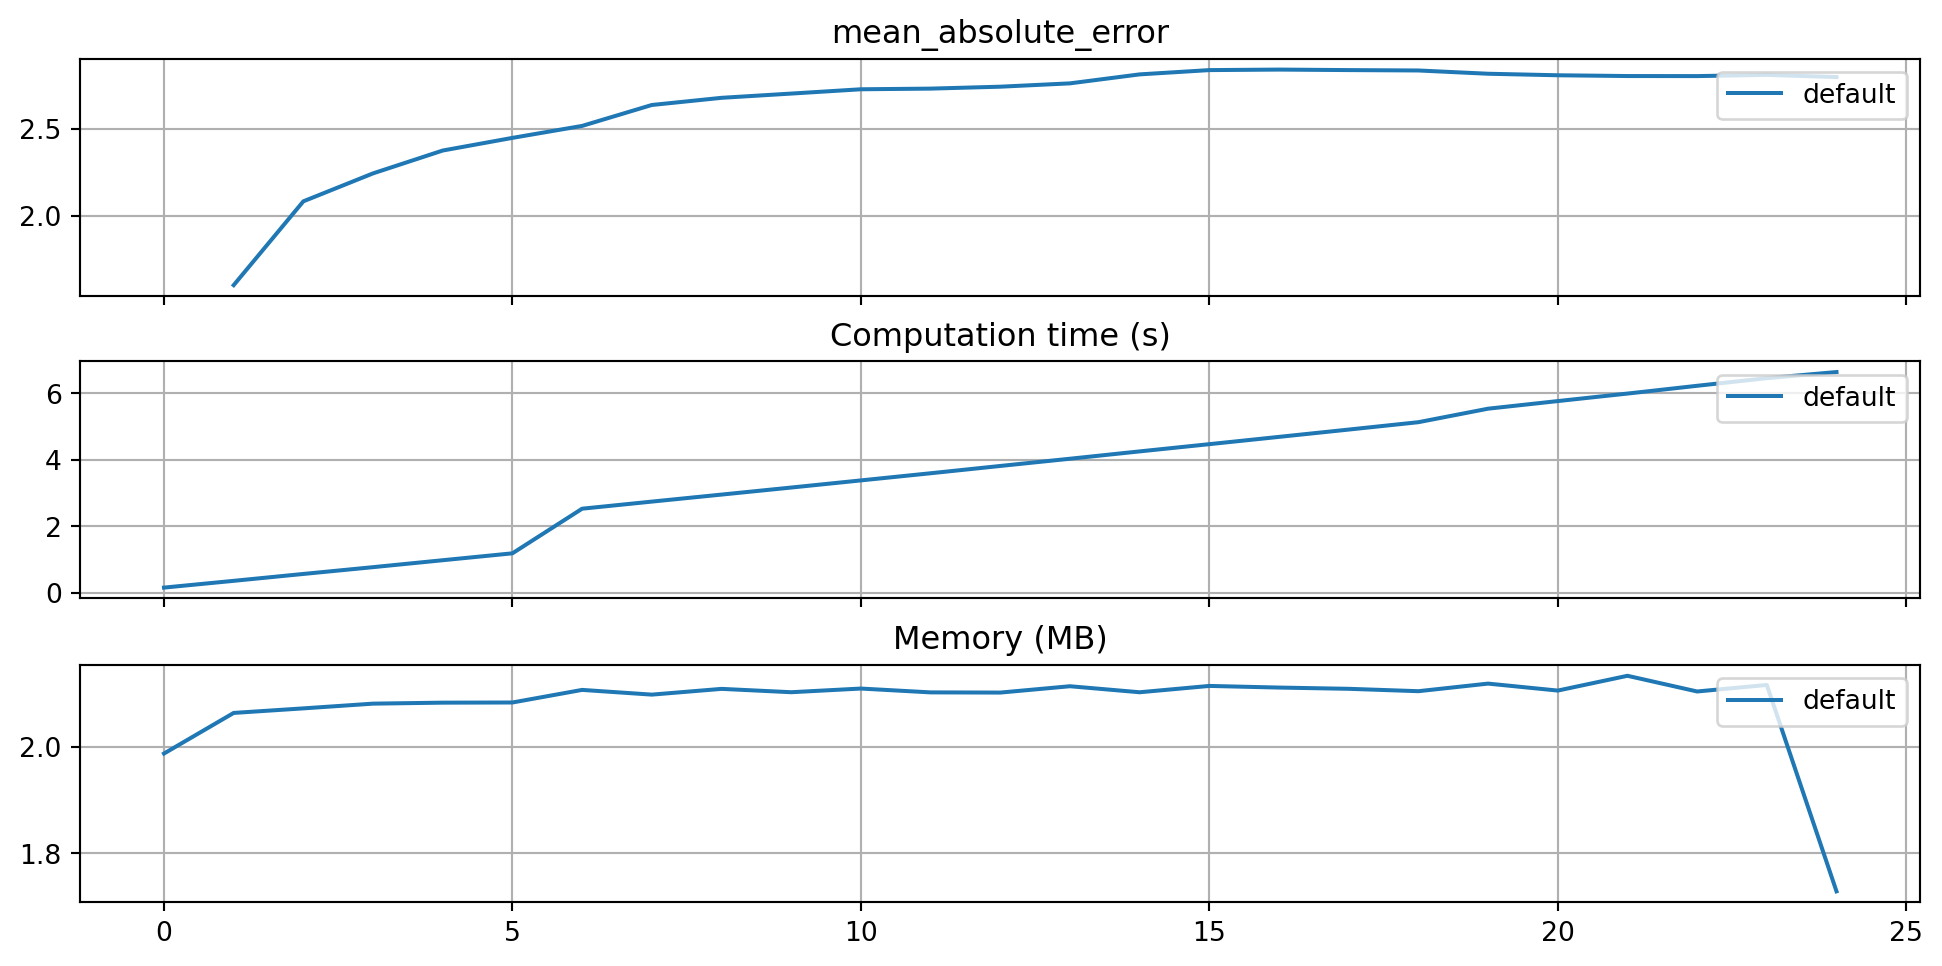 mean_absolute_error
2.5
2.0
default
Computation time (s)
6
4
2
0
default
Memory (MB)
2.0
1.8
default
0 5 10 15 20 25